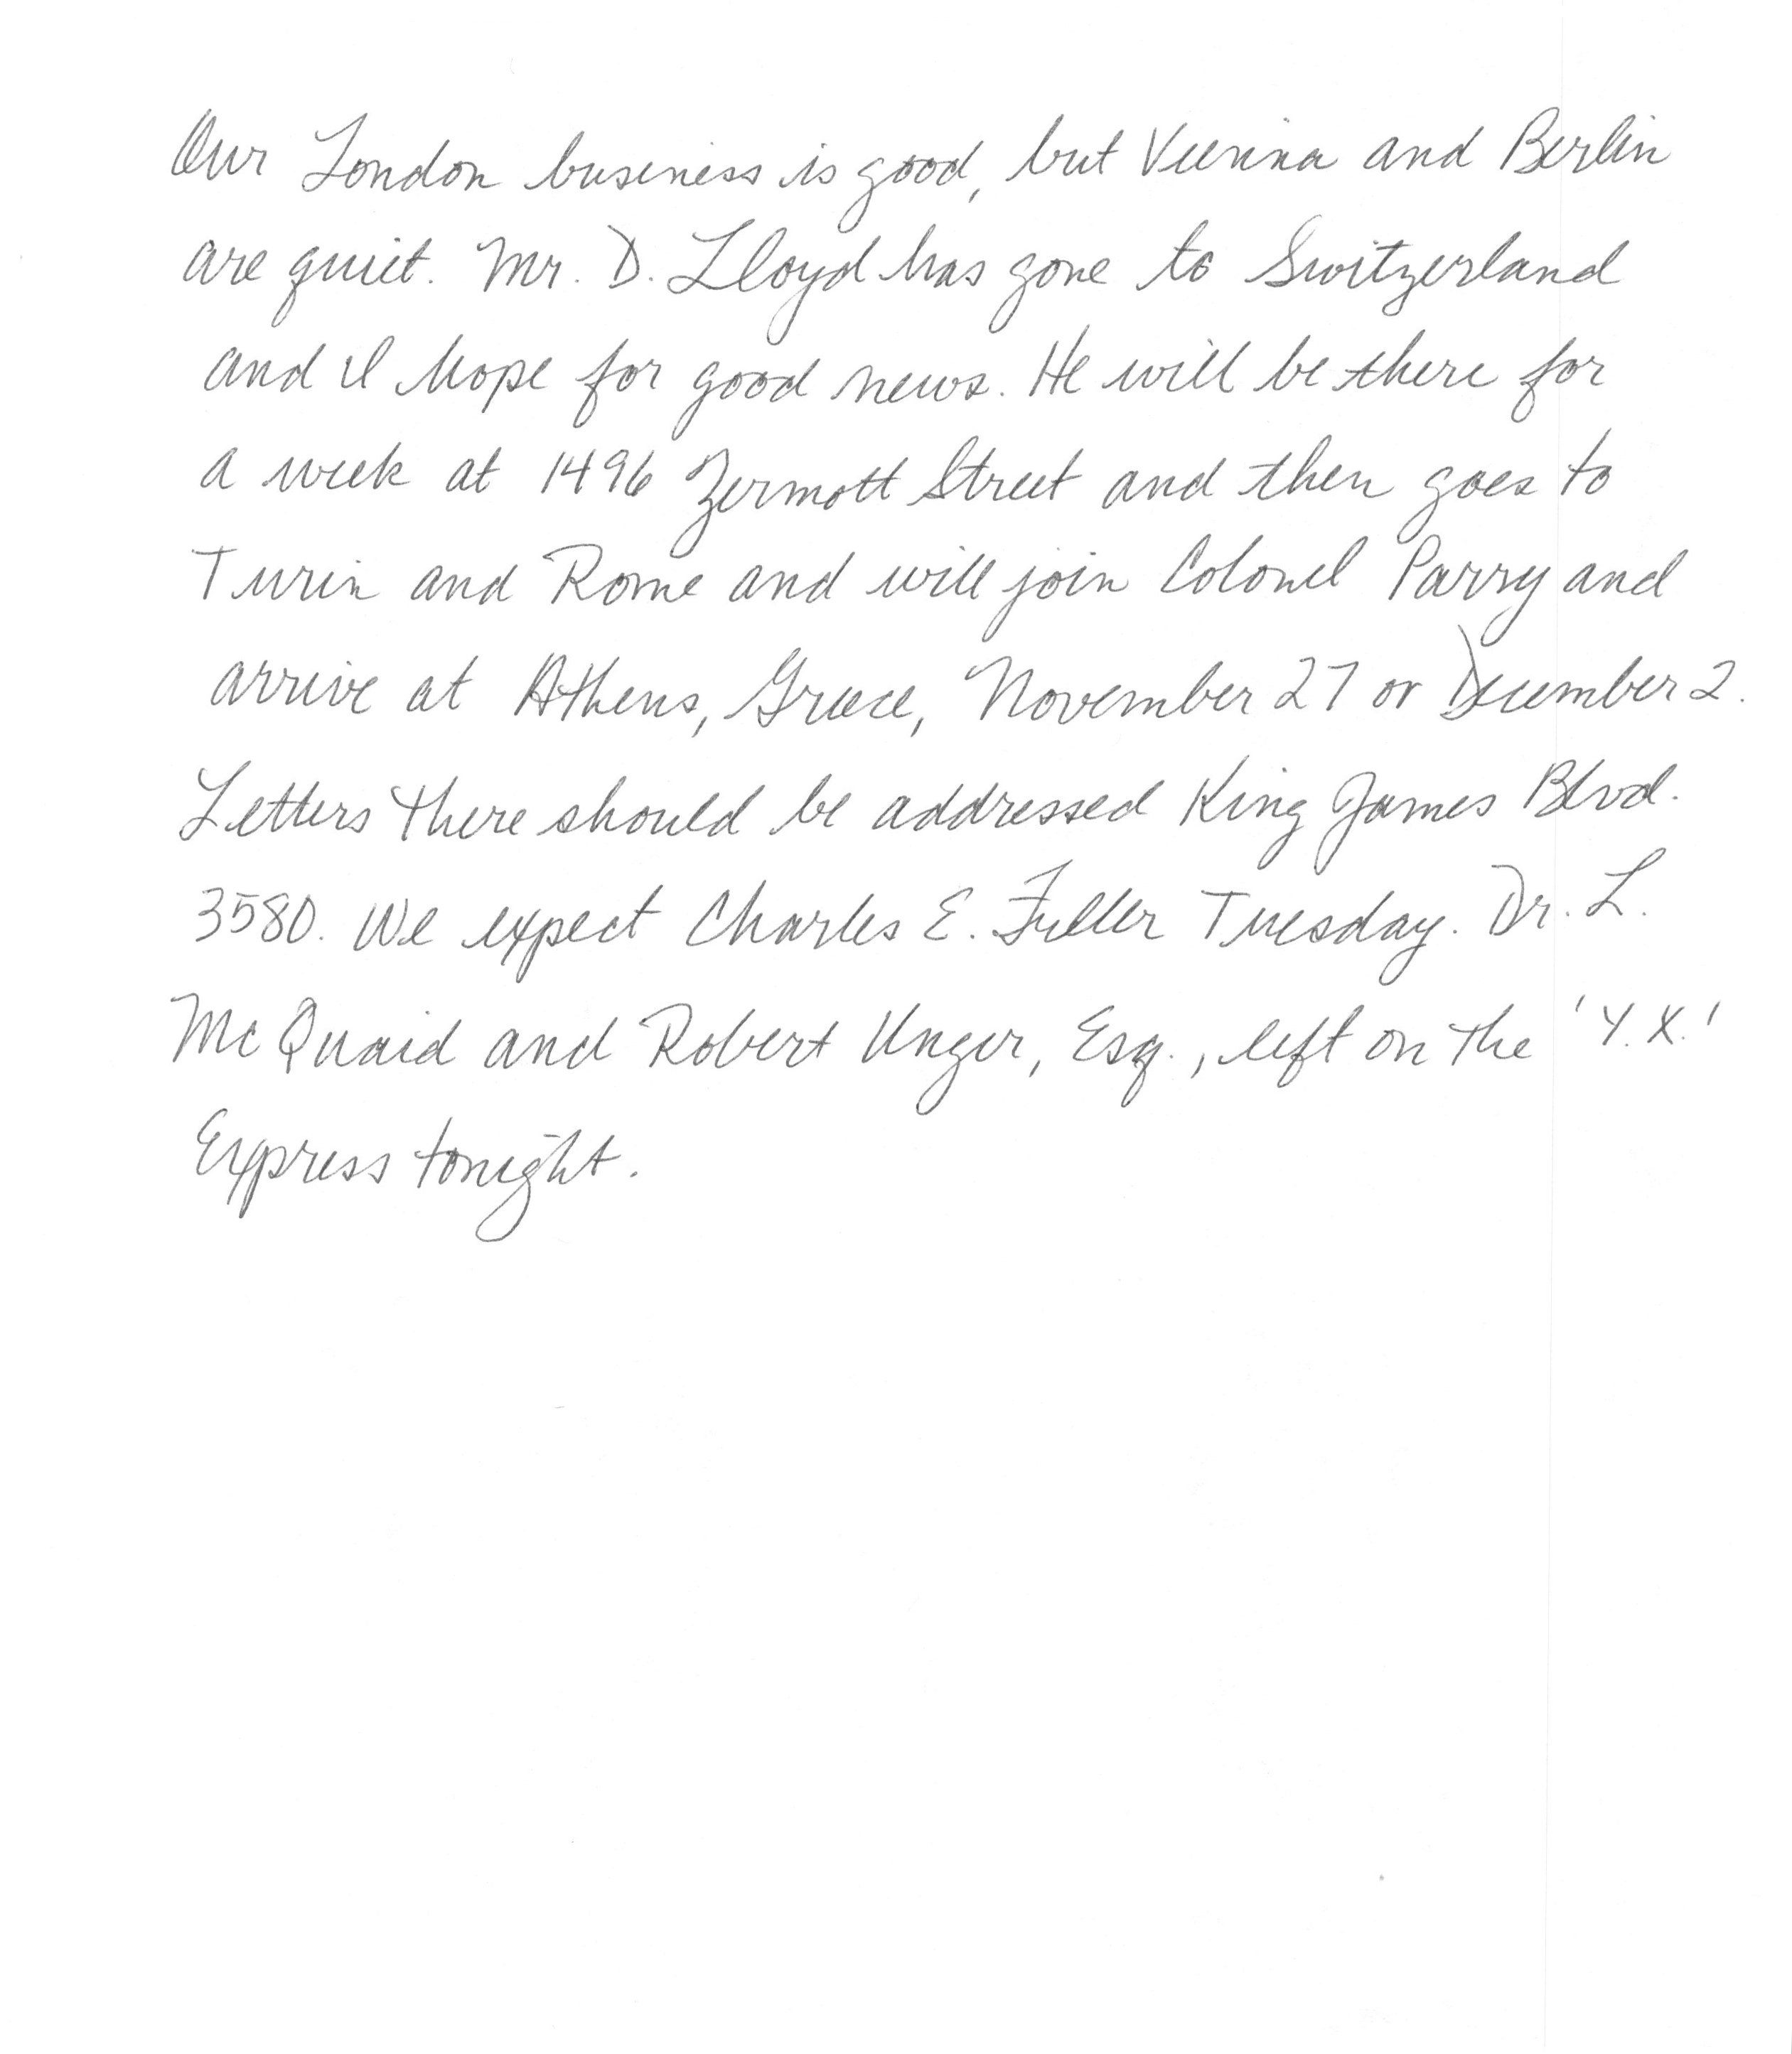 Our London business is good, but Vienna and Berlin
are quiet. Mr. D. Lloyd has gone to Switzerland
and I hope for good news. He will be there for
a week at 1496 Zermott Street and then goes to
Turin and Rome and will join Colonel Parry and
arrive at Athens, Greece, November 27 or December 2.
Letters there should be addressed King James Blvd.
3580. We expect Charles E. Fuller Tuesday. Dr. L.
McQuaid and Robert Unger, Esq., left on the 'Y.X.'
Express tonight.